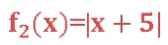 f₂(x)=|x + 5|